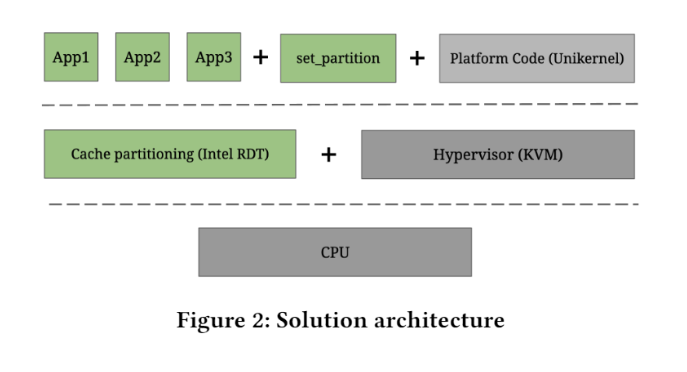 App1 App2 App3 + set_partition + Platform Code (Unikernel)
Cache partitioning (Intel RDT) + Hypervisor (KVM)
CPU
Figure 2: Solution architecture